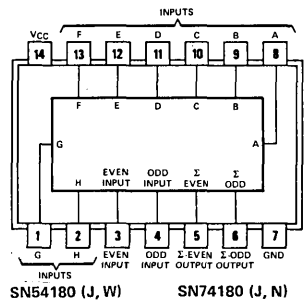 INPUTS
VCC F E D C B A
14 13 12 11 10 9 8
F E D C B
G A
H EVEN INPUT ODD INPUT Σ EVEN Σ ODD
1 2 3 4 5 6 7
G H EVEN INPUT ODD INPUT Σ-EVEN OUTPUT Σ-ODD OUTPUT GND
INPUTS
SN54180 (J, W) SN74180 (J, N)